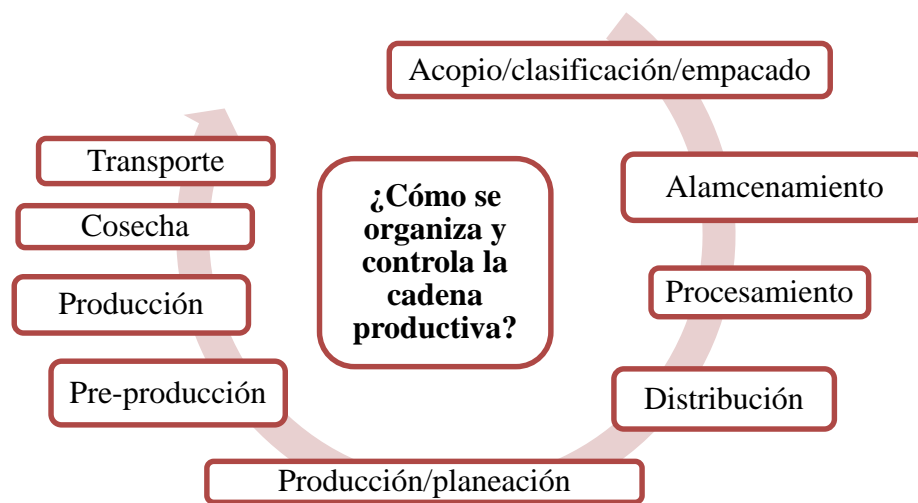 Acopio/clasificación/empacado
Alamcenamiento
Procesamiento
Distribución
Producción/planeación
Pre-producción
Producción
Cosecha
Transporte
¿Cómo se
organiza y
controla la
cadena
productiva?